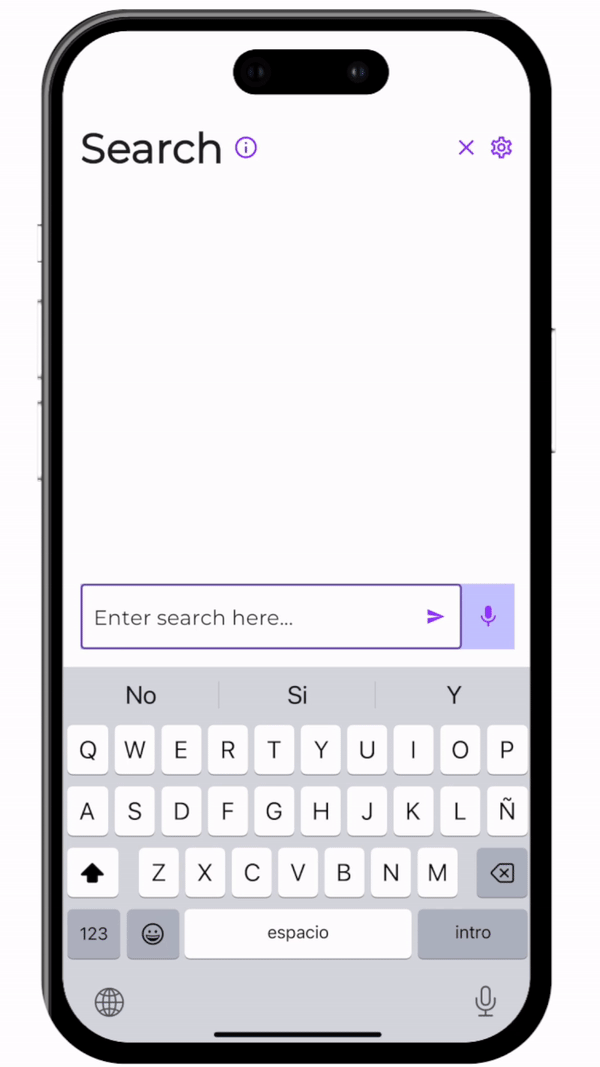 Search
Enter search here...
No Si Y
Q W E R T Y U I O P
A S D F G H J K L Ñ
Z X C V B N M
123 espacio intro